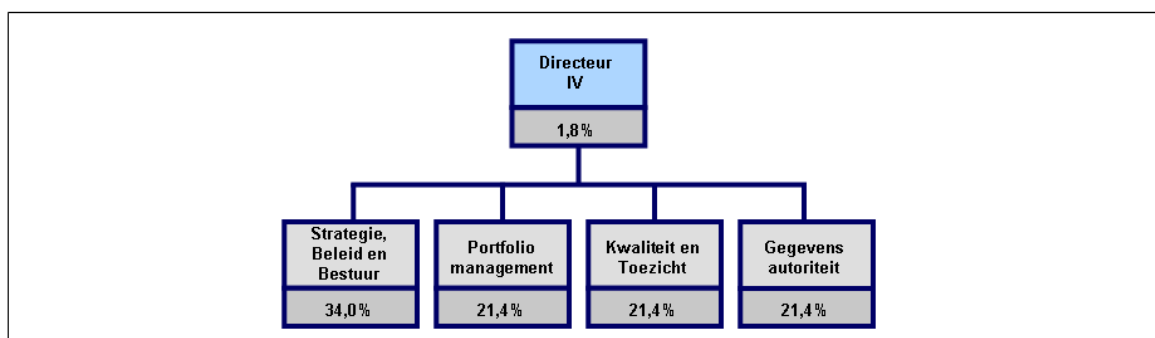 Directeur
IV
1,8%
Strategie,
Beleid en
Bestuur
34,0%
Portfolio
management
21,4%
Kwaliteit en
Toezicht
21,4%
Gegevens
autoriteit
21,4%